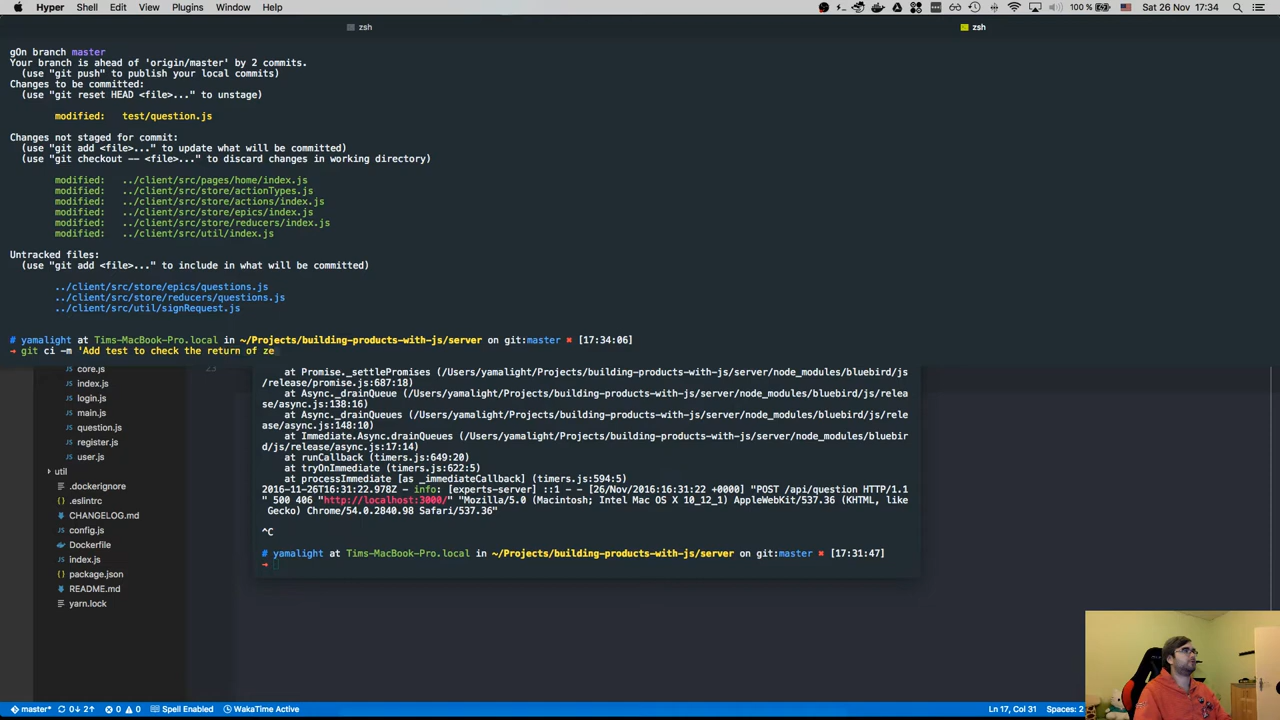 Hyper Shell Edit View Plugins Window Help
100 % Sat 26 Nov 17:34
zsh
zsh
gOn branch master
Your branch is ahead of 'origin/master' by 2 commits.
(use "git push" to publish your local commits)
Changes to be committed:
(use "git reset HEAD <file>..." to unstage)
modified: test/question.js
Changes not staged for commit:
(use "git add <file>..." to update what will be committed)
(use "git checkout -- <file>..." to discard changes in working directory)
modified: ../client/src/pages/home/index.js
modified: ../client/src/store/actionTypes.js
modified: ../client/src/store/actions/index.js
modified: ../client/src/store/epics/index.js
modified: ../client/src/store/reducers/index.js
modified: ../client/src/util/index.js
Untracked files:
(use "git add <file>..." to include in what will be committed)
../client/src/store/epics/questions.js
../client/src/store/reducers/questions.js
../client/src/util/signRequest.js
# yamalight at Tims-MacBook-Pro.local in ~/Projects/building-products-with-js/server on git:master ✖ [17:34:06]
→ git ci -m 'Add test to check the return of ze
core.js
index.js
login.js
main.js
question.js
register.js
user.js
util
.dockerignore
.eslintrc
CHANGELOG.md
config.js
Dockerfile
index.js
package.json
README.md
yarn.lock
23
at Promise._settlePromises (/Users/yamalight/Projects/building-products-with-js/server/node_modules/bluebird/js
/release/promise.js:687:18)
at Async._drainQueue (/Users/yamalight/Projects/building-products-with-js/server/node_modules/bluebird/js/relea
se/async.js:138:16)
at Async._drainQueues (/Users/yamalight/Projects/building-products-with-js/server/node_modules/bluebird/js/rele
ase/async.js:148:10)
at Immediate.Async.drainQueues (/Users/yamalight/Projects/building-products-with-js/server/node_modules/bluebir
d/js/release/async.js:17:14)
at runCallback (timers.js:649:20)
at tryOnImmediate (timers.js:622:5)
at processImmediate [as _immediateCallback] (timers.js:594:5)
2016-11-26T16:31:22.978Z - info: [experts-server] ::1 - - [26/Nov/2016:16:31:22 +0000] "POST /api/question HTTP/1.1
" 500 406 "http://localhost:3000/" "Mozilla/5.0 (Macintosh; Intel Mac OS X 10_12_1) AppleWebKit/537.36 (KHTML, like
Gecko) Chrome/54.0.2840.98 Safari/537.36"
^C
# yamalight at Tims-MacBook-Pro.local in ~/Projects/building-products-with-js/server on git:master ✖ [17:31:47]
→
master* 0↓ 2↑ 0 0 Spell Enabled WakaTime Active Ln 17, Col 31 Spaces: 2